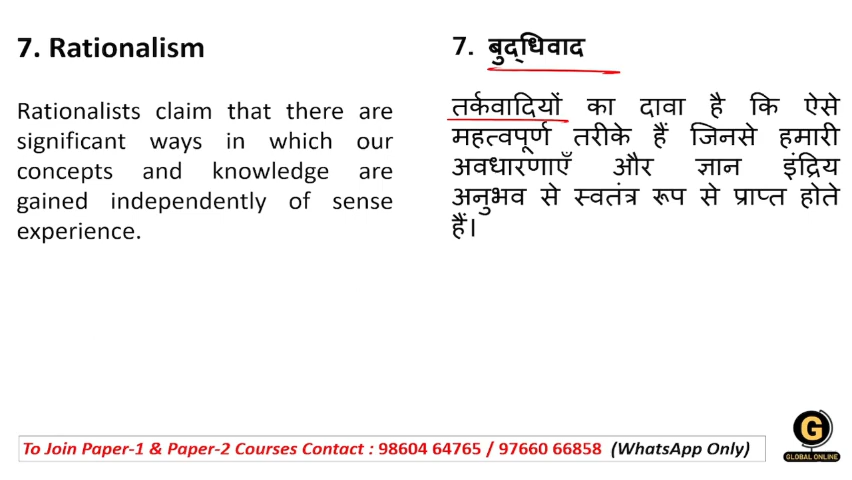 7. Rationalism
Rationalists claim that there are
significant ways in which our
concepts and knowledge are
gained independently of sense
experience.
7. बुद्धिवाद
तर्कवादियों का दावा है कि ऐसे
महत्वपूर्ण तरीके हैं जिनसे हमारी
अवधारणाएँ और ज्ञान इंद्रिय
अनुभव से स्वतंत्र रूप से प्राप्त होते
हैं।
To Join Paper-1 & Paper-2 Courses Contact : 98604 64765 / 97660 66858 (WhatsApp Only)
G
GLOBAL ONLINE